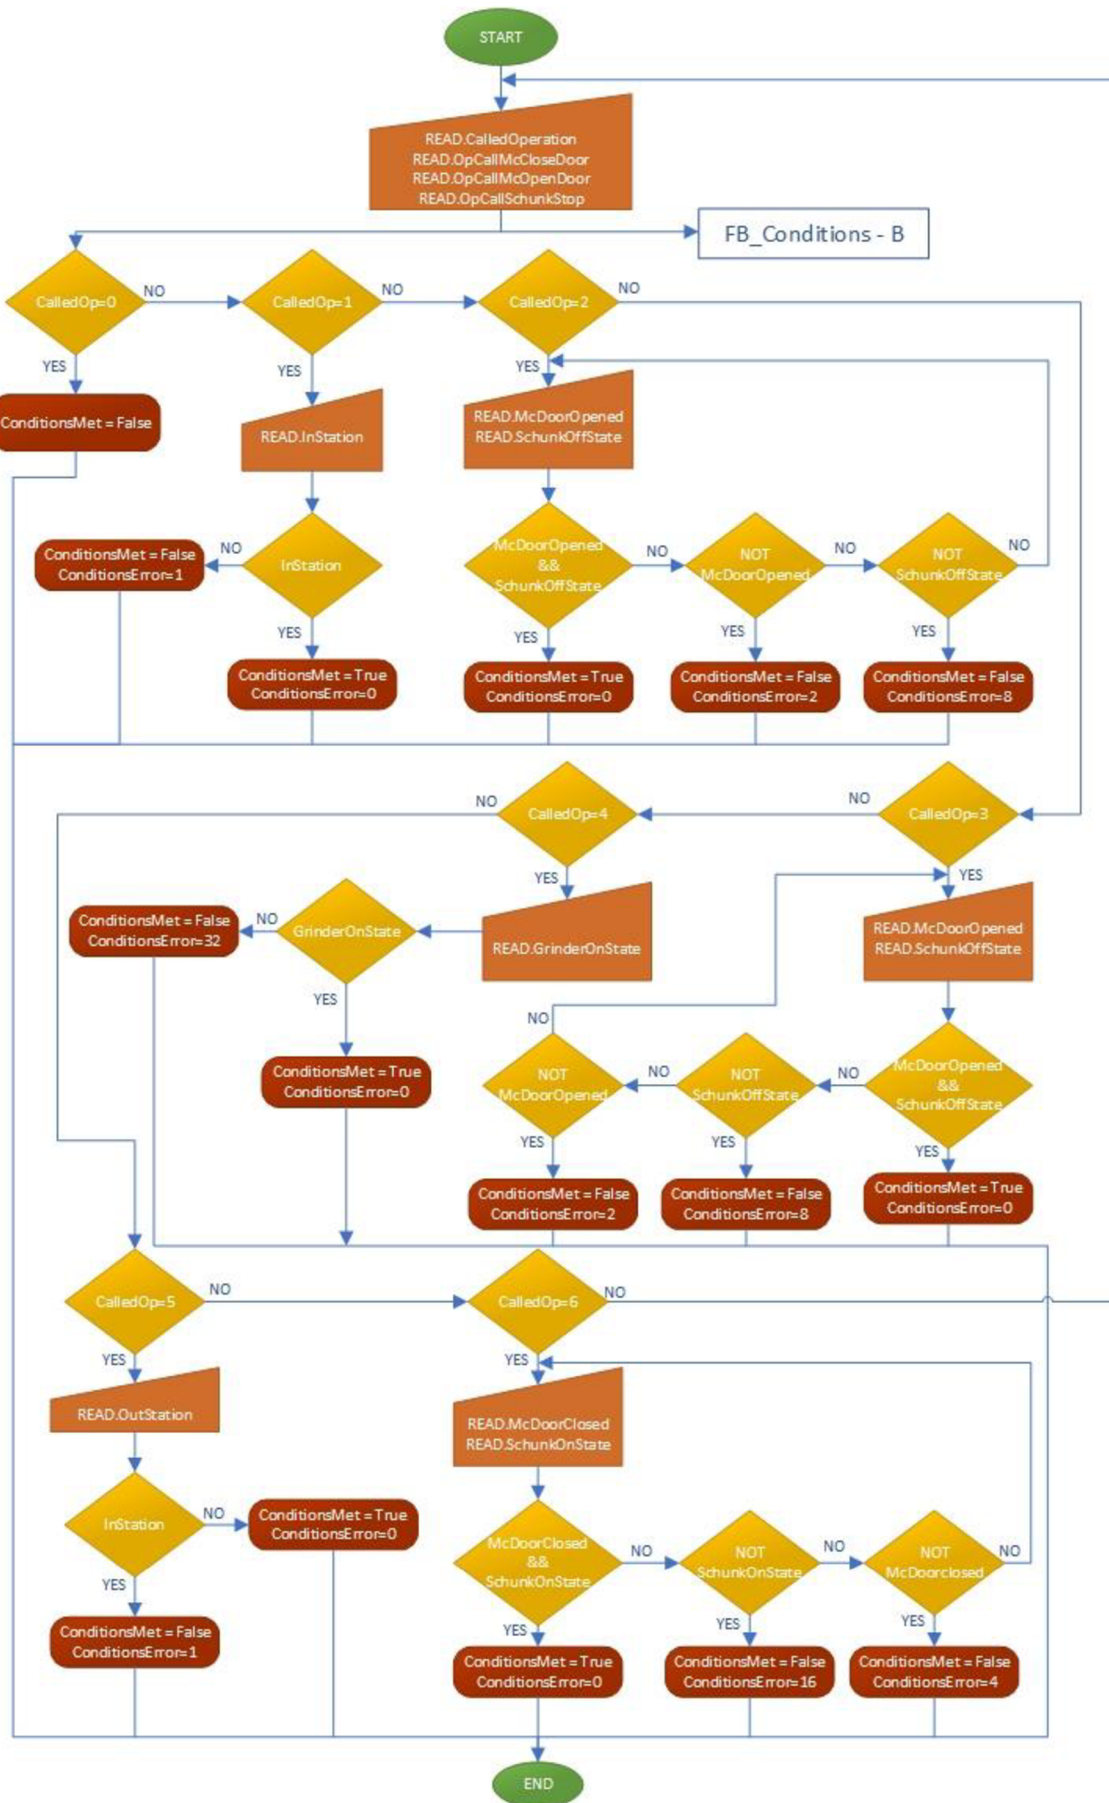 START
READ.CalledOperation
READ.OpCallMcCloseDoor
READ.OpCallMcOpenDoor
READ.OpCallSchunkStop
FB_Conditions - B
CalledOp=0
NO
CalledOp=1
NO
CalledOp=2
NO
YES
YES
YES
ConditionsMet = False
READ.InStation
READ.McDoorOpened
READ.SchunkOffState
ConditionsMet = False
ConditionsError=1
NO
InStation
McDoorOpened
&&
SchunkOffState
NO
NOT
McDoorOpened
NO
NOT
SchunkOffState
NO
YES
YES
YES
YES
ConditionsMet = True
ConditionsError=0
ConditionsMet = True
ConditionsError=0
ConditionsMet = False
ConditionsError=2
ConditionsMet = False
ConditionsError=8
NO
CalledOp=4
NO
CalledOp=3
YES
YES
ConditionsMet = False
ConditionsError=32
NO
GrinderOnState
READ.GrinderOnState
READ.McDoorOpened
READ.SchunkOffState
YES
NO
ConditionsMet = True
ConditionsError=0
NOT
McDoorOpened
NO
NOT
SchunkOffState
NO
McDoorOpened
&&
SchunkOffState
YES
YES
YES
ConditionsMet = False
ConditionsError=2
ConditionsMet = False
ConditionsError=8
ConditionsMet = True
ConditionsError=0
CalledOp=5
NO
CalledOp=6
NO
YES
YES
READ.OutStation
READ.McDoorClosed
READ.SchunkOnState
InStation
NO
ConditionsMet = True
ConditionsError=0
McDoorClosed
&&
SchunkOnState
NO
NOT
SchunkOnState
NO
NOT
McDoorclosed
NO
YES
YES
YES
YES
ConditionsMet = False
ConditionsError=1
ConditionsMet = True
ConditionsError=0
ConditionsMet = False
ConditionsError=16
ConditionsMet = False
ConditionsError=4
END